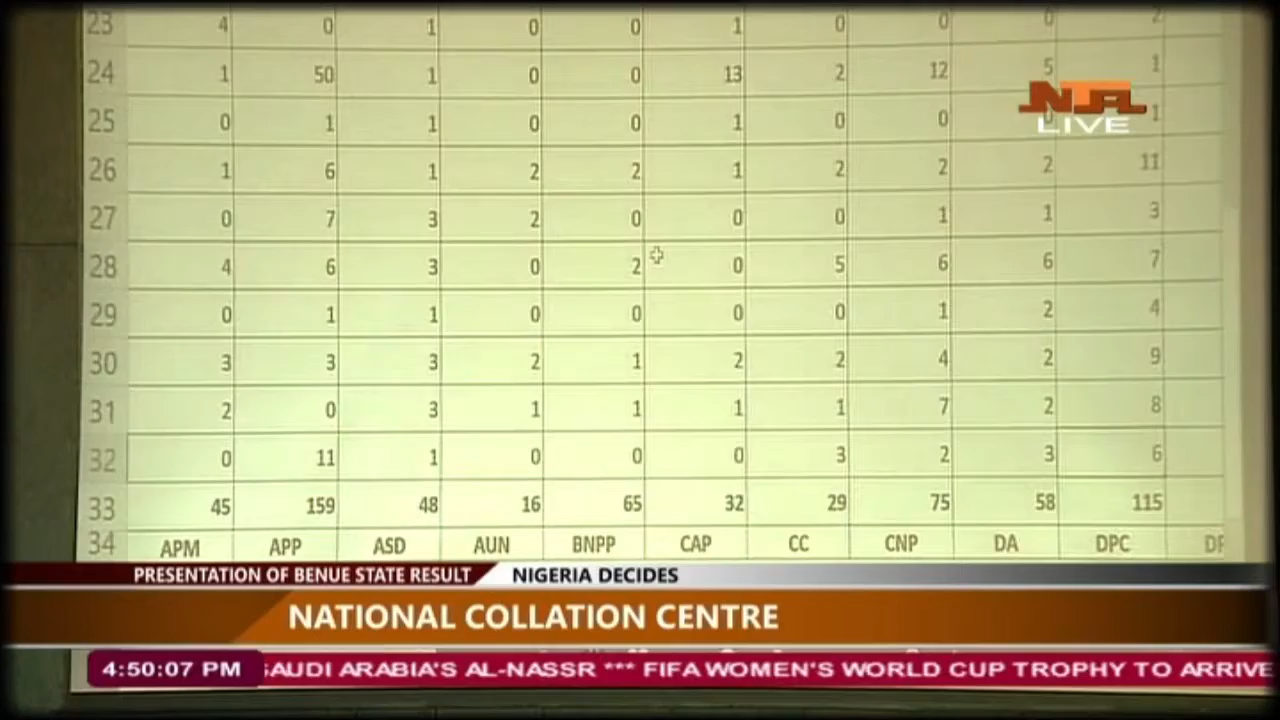 23 4 0 1 0 0 1 0 0 0 2
24 1 50 1 0 0 13 2 12 5 1
NTA
25 0 1 1 0 0 1 0 0 1
LIVE
26 1 6 1 2 2 1 2 2 2 11
27 0 7 3 2 0 0 0 1 1 3
28 4 6 3 0 2 0 5 6 6 7
29 0 1 1 0 0 0 0 1 2 4
30 3 3 3 2 1 2 2 4 2 9
31 2 0 3 1 1 1 1 7 2 8
32 0 11 1 0 0 0 3 2 3 6
33 45 159 48 16 65 32 29 75 58 115
34 APM APP ASD AUN BNPP CAP CC CNP DA DPC
PRESENTATION OF BENUE STATE RESULT NIGERIA DECIDES
NATIONAL COLLATION CENTRE
4:50:07 PM SAUDI ARABIA'S AL-NASSR *** FIFA WOMEN'S WORLD CUP TROPHY TO ARRIVE